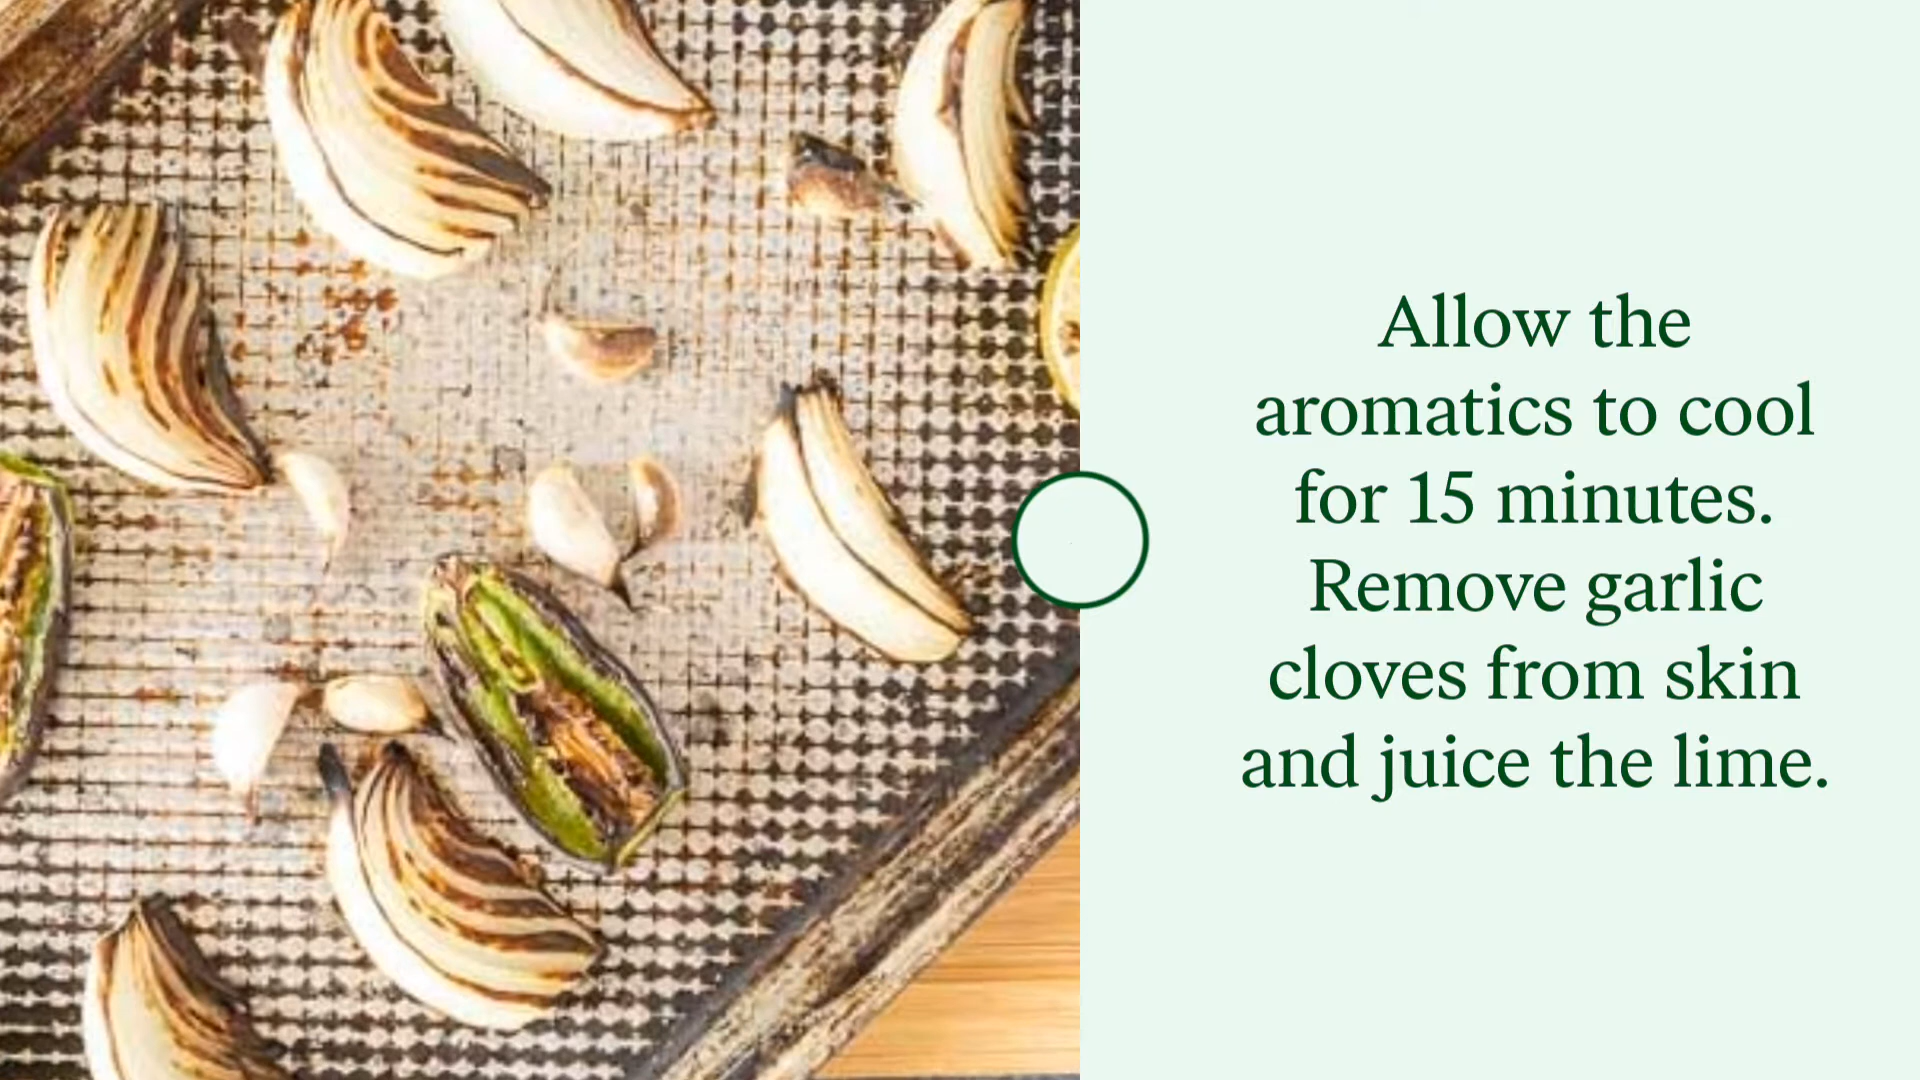 Allow the
aromatics to cool
for 15 minutes.
Remove garlic
cloves from skin
and juice the lime.